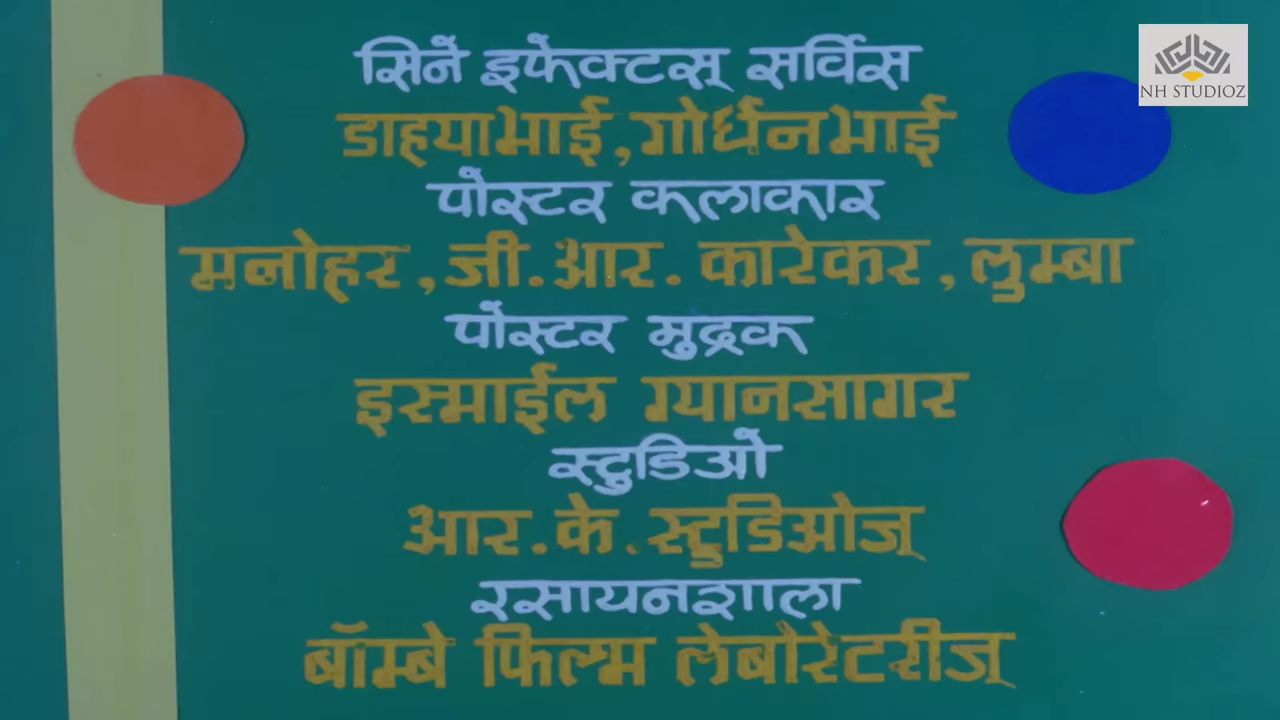 सिने इफेक्टस् सर्विस
डाहयाभाई, गोर्धनभाई
पोस्टर कलाकार
मनोहर, जी. आर. कारेकर, लुम्बा
पोस्टर मुद्रक
इस्माईल ग्यानसागर
स्टुडिओ
आर. के. स्टुडिओज्
रसायनशाला
बॉम्बे फिल्म लेबोरेटरीज्
NH STUDIOZ